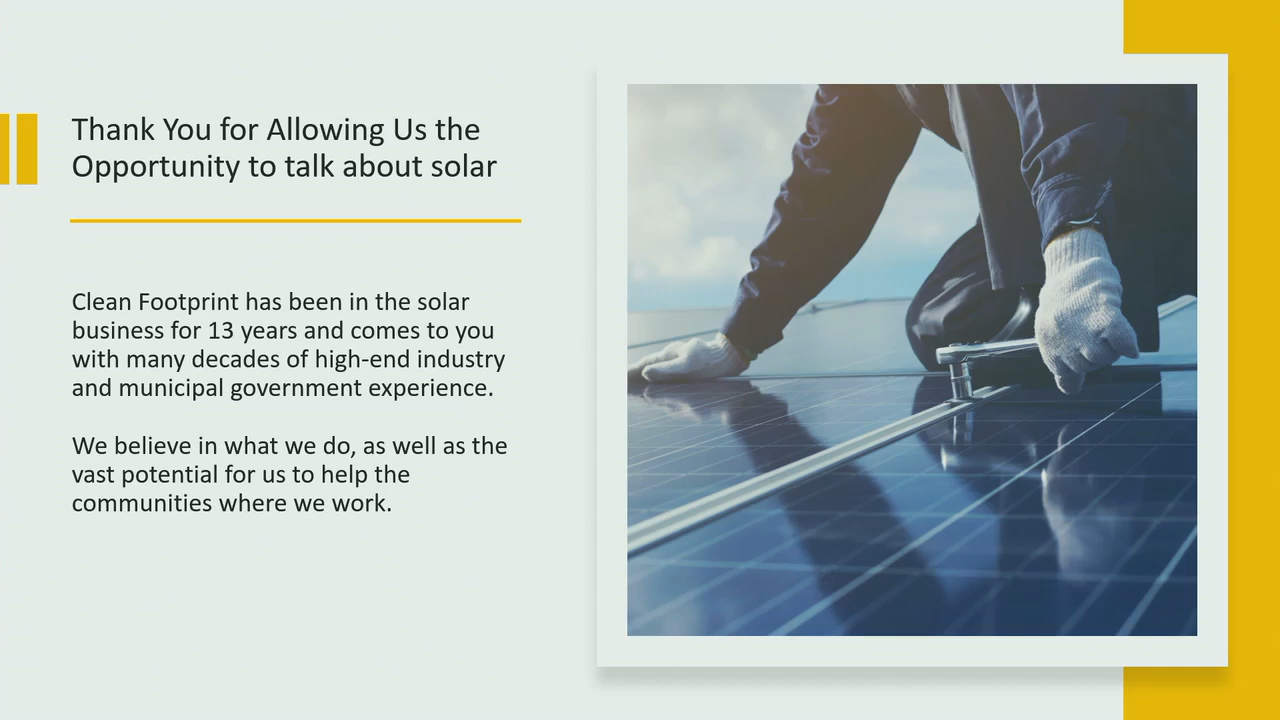 Thank You for Allowing Us the
Opportunity to talk about solar
Clean Footprint has been in the solar
business for 13 years and comes to you
with many decades of high-end industry
and municipal government experience.
We believe in what we do, as well as the
vast potential for us to help the
communities where we work.